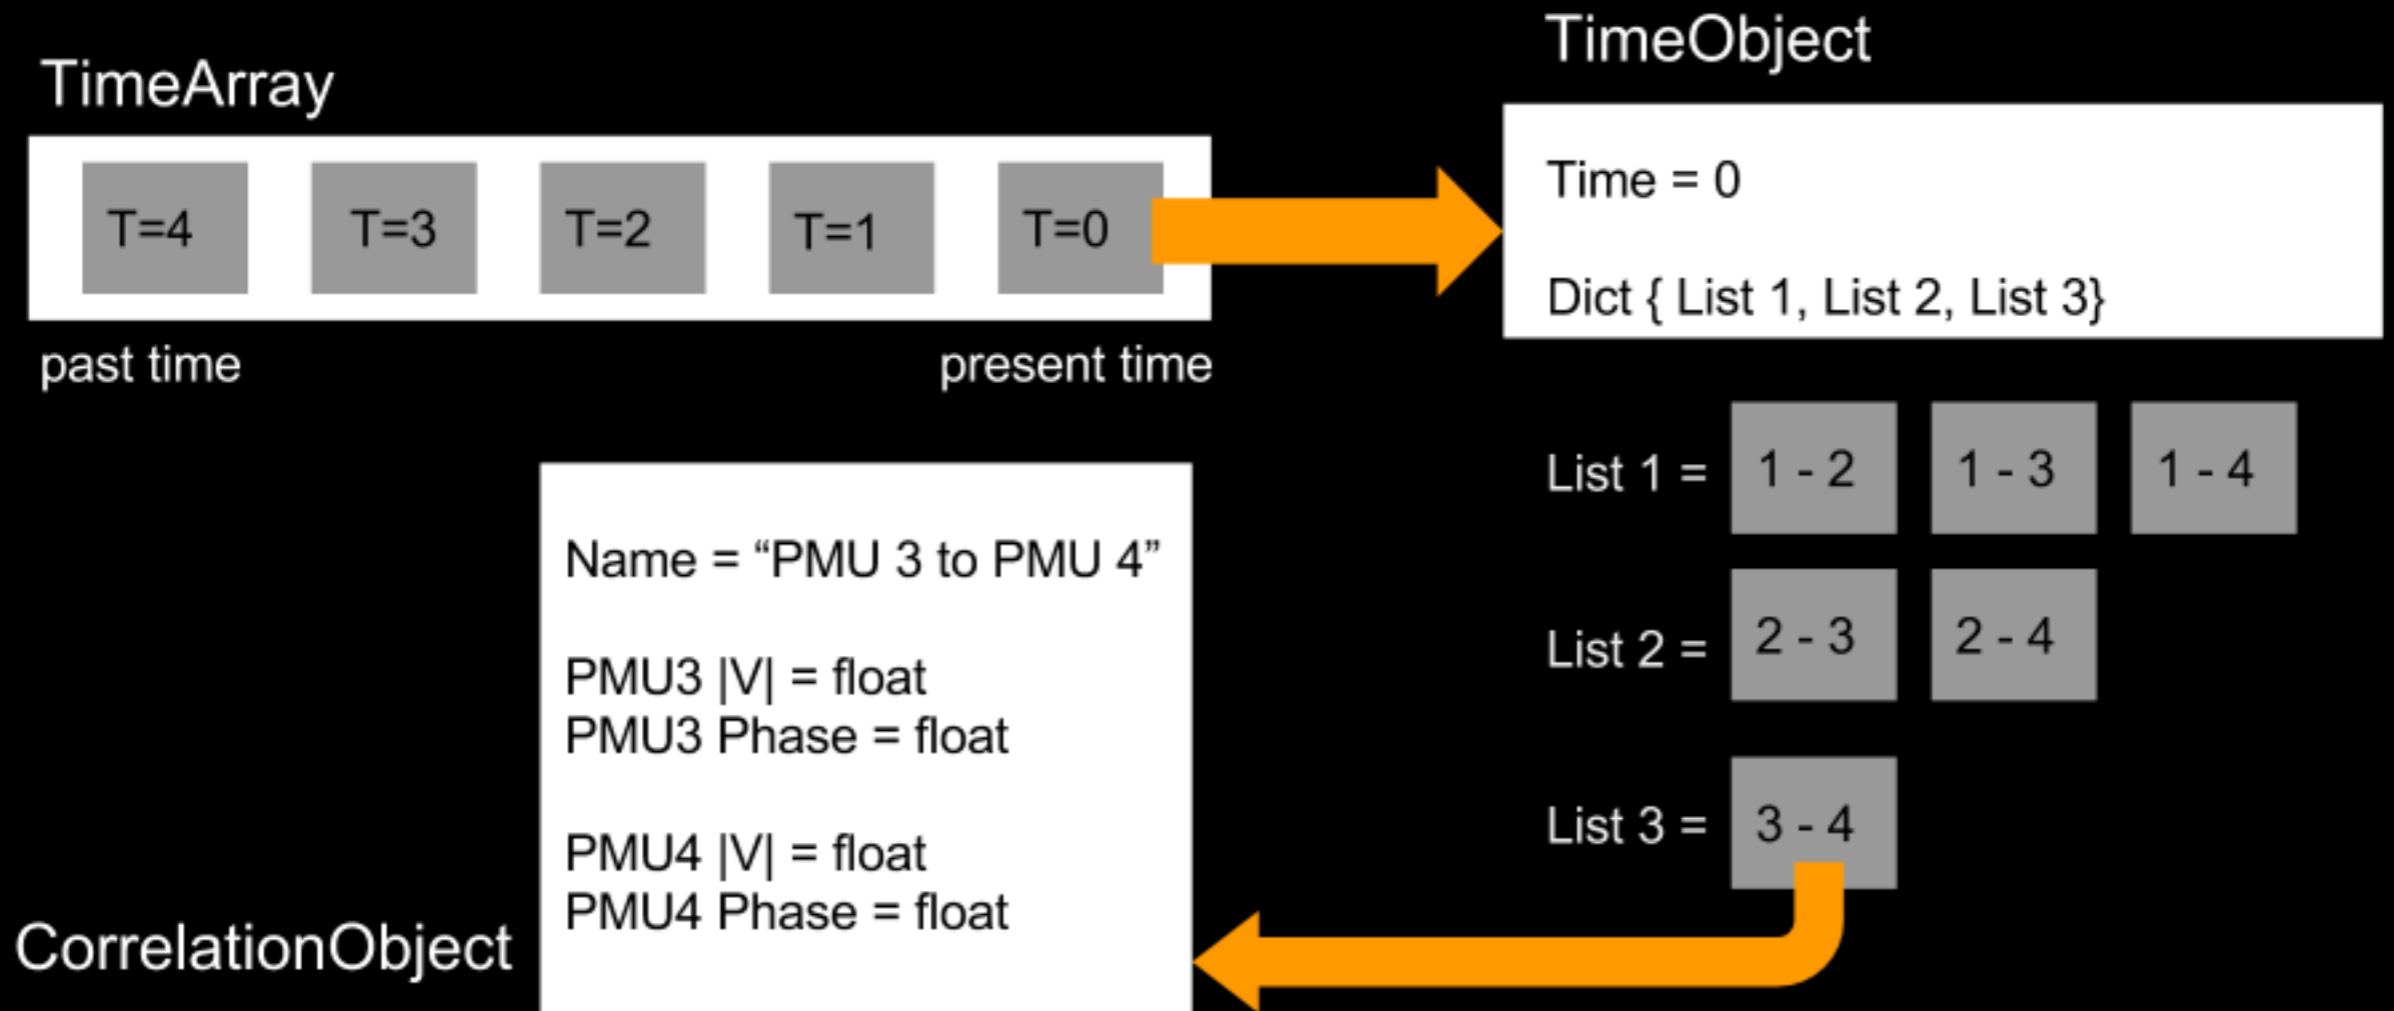 TimeArray
T=4 T=3 T=2 T=1 T=0
past time present time
TimeObject
Time = 0
Dict { List 1, List 2, List 3}
List 1 = 1 - 2 1 - 3 1 - 4
List 2 = 2 - 3 2 - 4
List 3 = 3 - 4
CorrelationObject
Name = “PMU 3 to PMU 4”
PMU3 |V| = float
PMU3 Phase = float
PMU4 |V| = float
PMU4 Phase = float